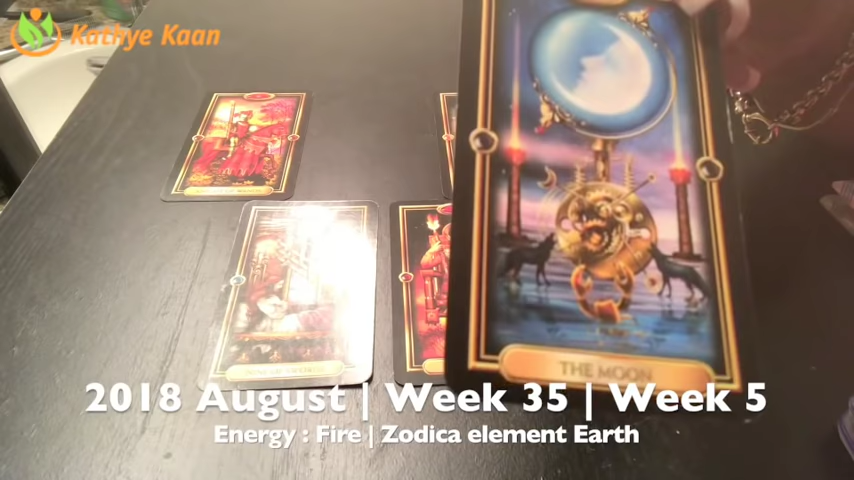 Kathye Kaan
THE MOON
2018 August | Week 35 | Week 5
Energy : Fire | Zodica element Earth